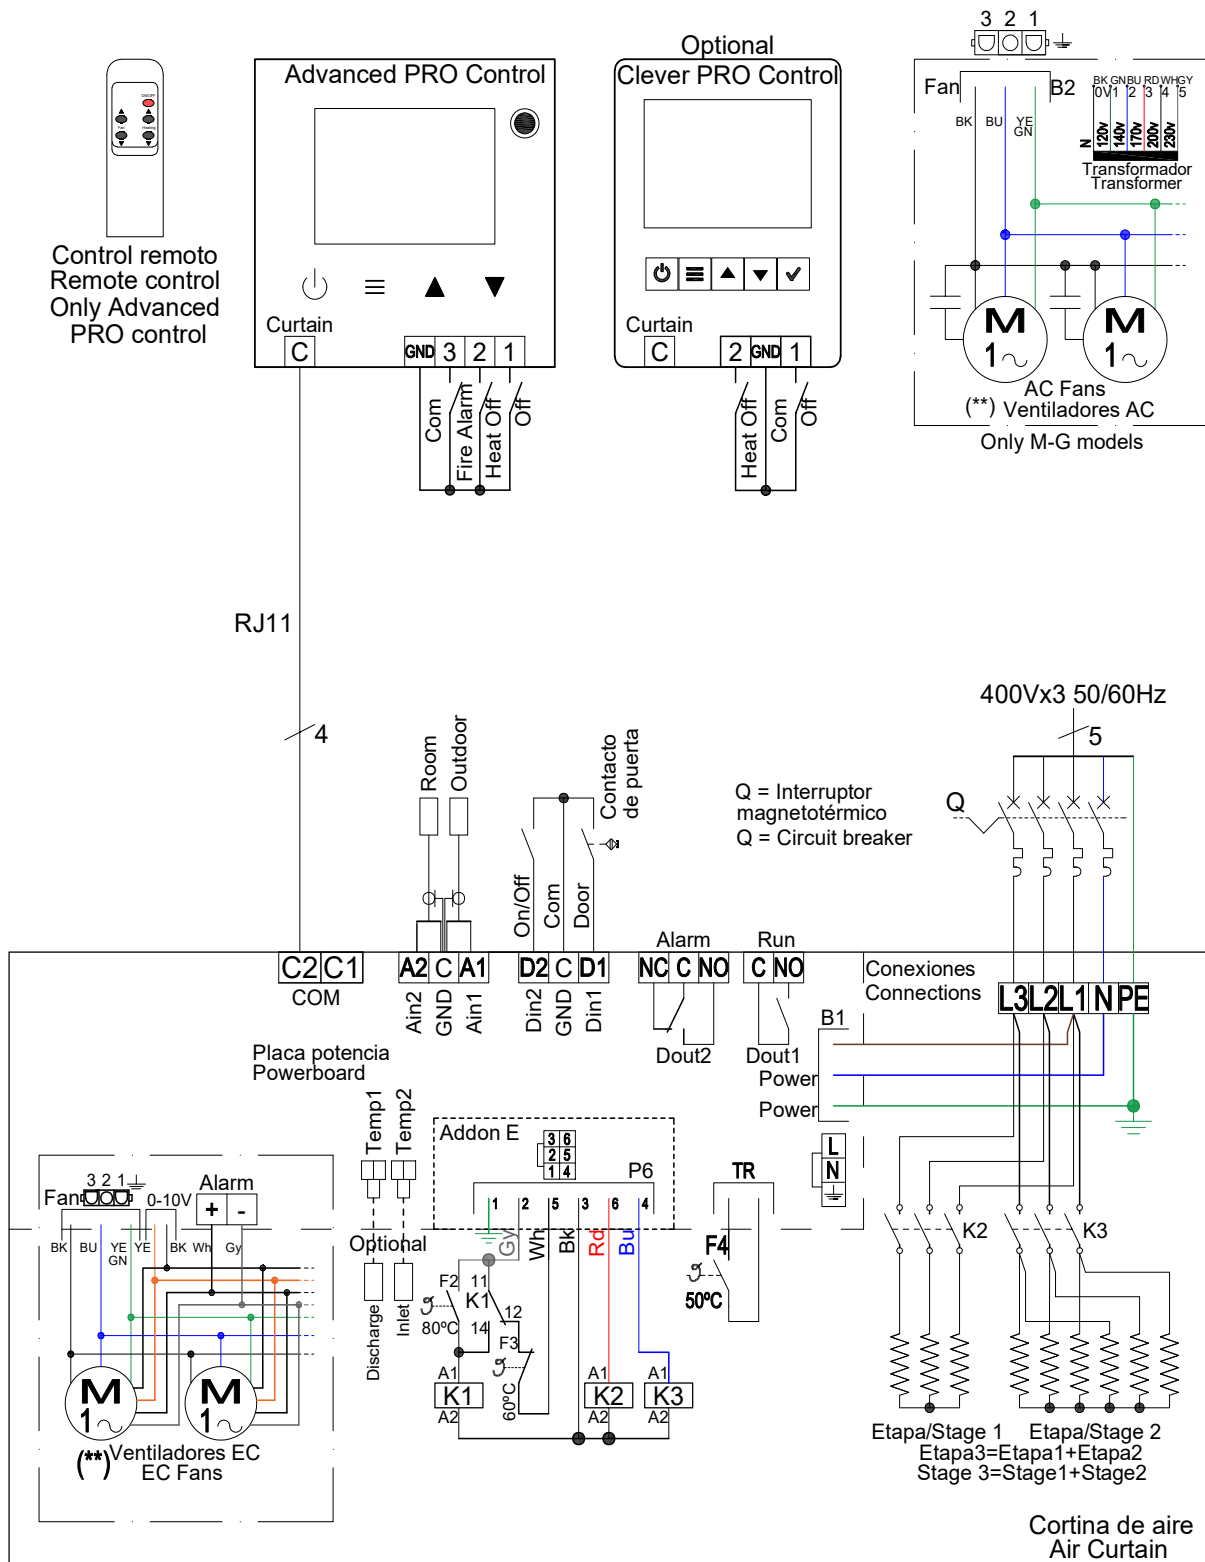 ON/OFF
Fan
Heating
Control remoto
Remote control
Only Advanced
PRO control
Advanced PRO Control
Curtain
C
GND 3 2 1
Com
Fire Alarm
Heat Off
Off
Optional
Clever PRO Control
Curtain
C
2 GND 1
Heat Off
Com
Off
3 2 1
Fan
B2
BK
BU
YE
GN
BK GN BU RD WH GY
0V 1 2 3 4 5
N
120v
140v
170v
200v
230v
Transformador
Transformer
M
1
M
1
AC Fans
(**) Ventiladores AC
Only M-G models
RJ11
4
Room
Outdoor
On/Off
Com
Door
Contacto
de puerta
Q = Interruptor
magnetotérmico
Q = Circuit breaker
400Vx3 50/60Hz
5
Q
C2 C1
COM
A2 C A1
Ain2
GND
Ain1
D2 C D1
Din2
GND
Din1
Alarm
NC C NO
Dout2
Run
C NO
Dout1
Conexiones
Connections
L3 L2 L1 N PE
B1
Power
Power
Placa potencia
Powerboard
Temp1
Temp2
Optional
Discharge
Inlet
Addon E
3 6
2 5
1 4
P6
1 2 5 3 6 4
Gy
Wh
Bk
Rd
Bu
TR
F4
50ºC
L
N
F2
80ºC
11
K1
12
14
F3
60ºC
A1
K1
A2
A1
K2
A2
A1
K3
A2
K2
K3
Fan
3 2 1
0-10V
Alarm
+ -
BK
BU
YE
GN
YE
BK
Wh
Gy
M
1
M
1
(**) Ventiladores EC
EC Fans
Etapa/Stage 1
Etapa/Stage 2
Etapa3=Etapa1+Etapa2
Stage 3=Stage1+Stage2
Cortina de aire
Air Curtain